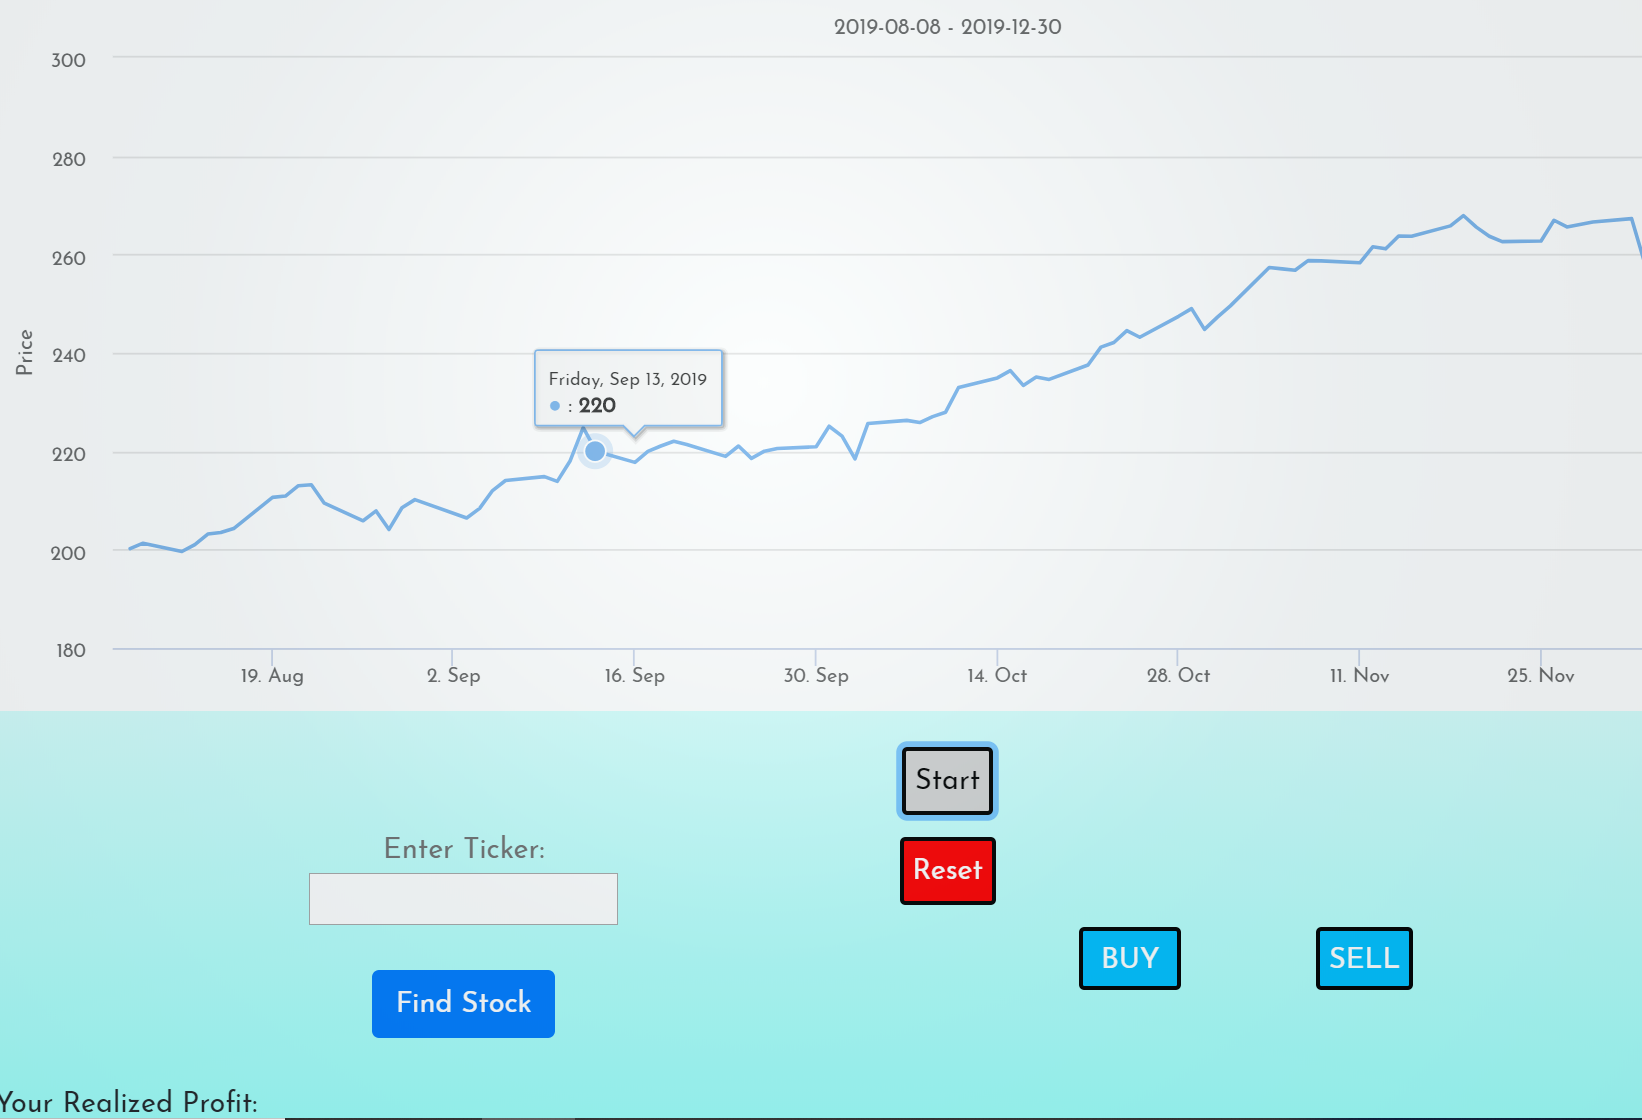 2019-08-08 - 2019-12-30
300
280
260
240
220
200
180
Price
Friday, Sep 13, 2019
● : 220
19. Aug
2. Sep
16. Sep
30. Sep
14. Oct
28. Oct
11. Nov
25. Nov
Start
Enter Ticker:
Reset
BUY
SELL
Find Stock
Your Realized Profit: